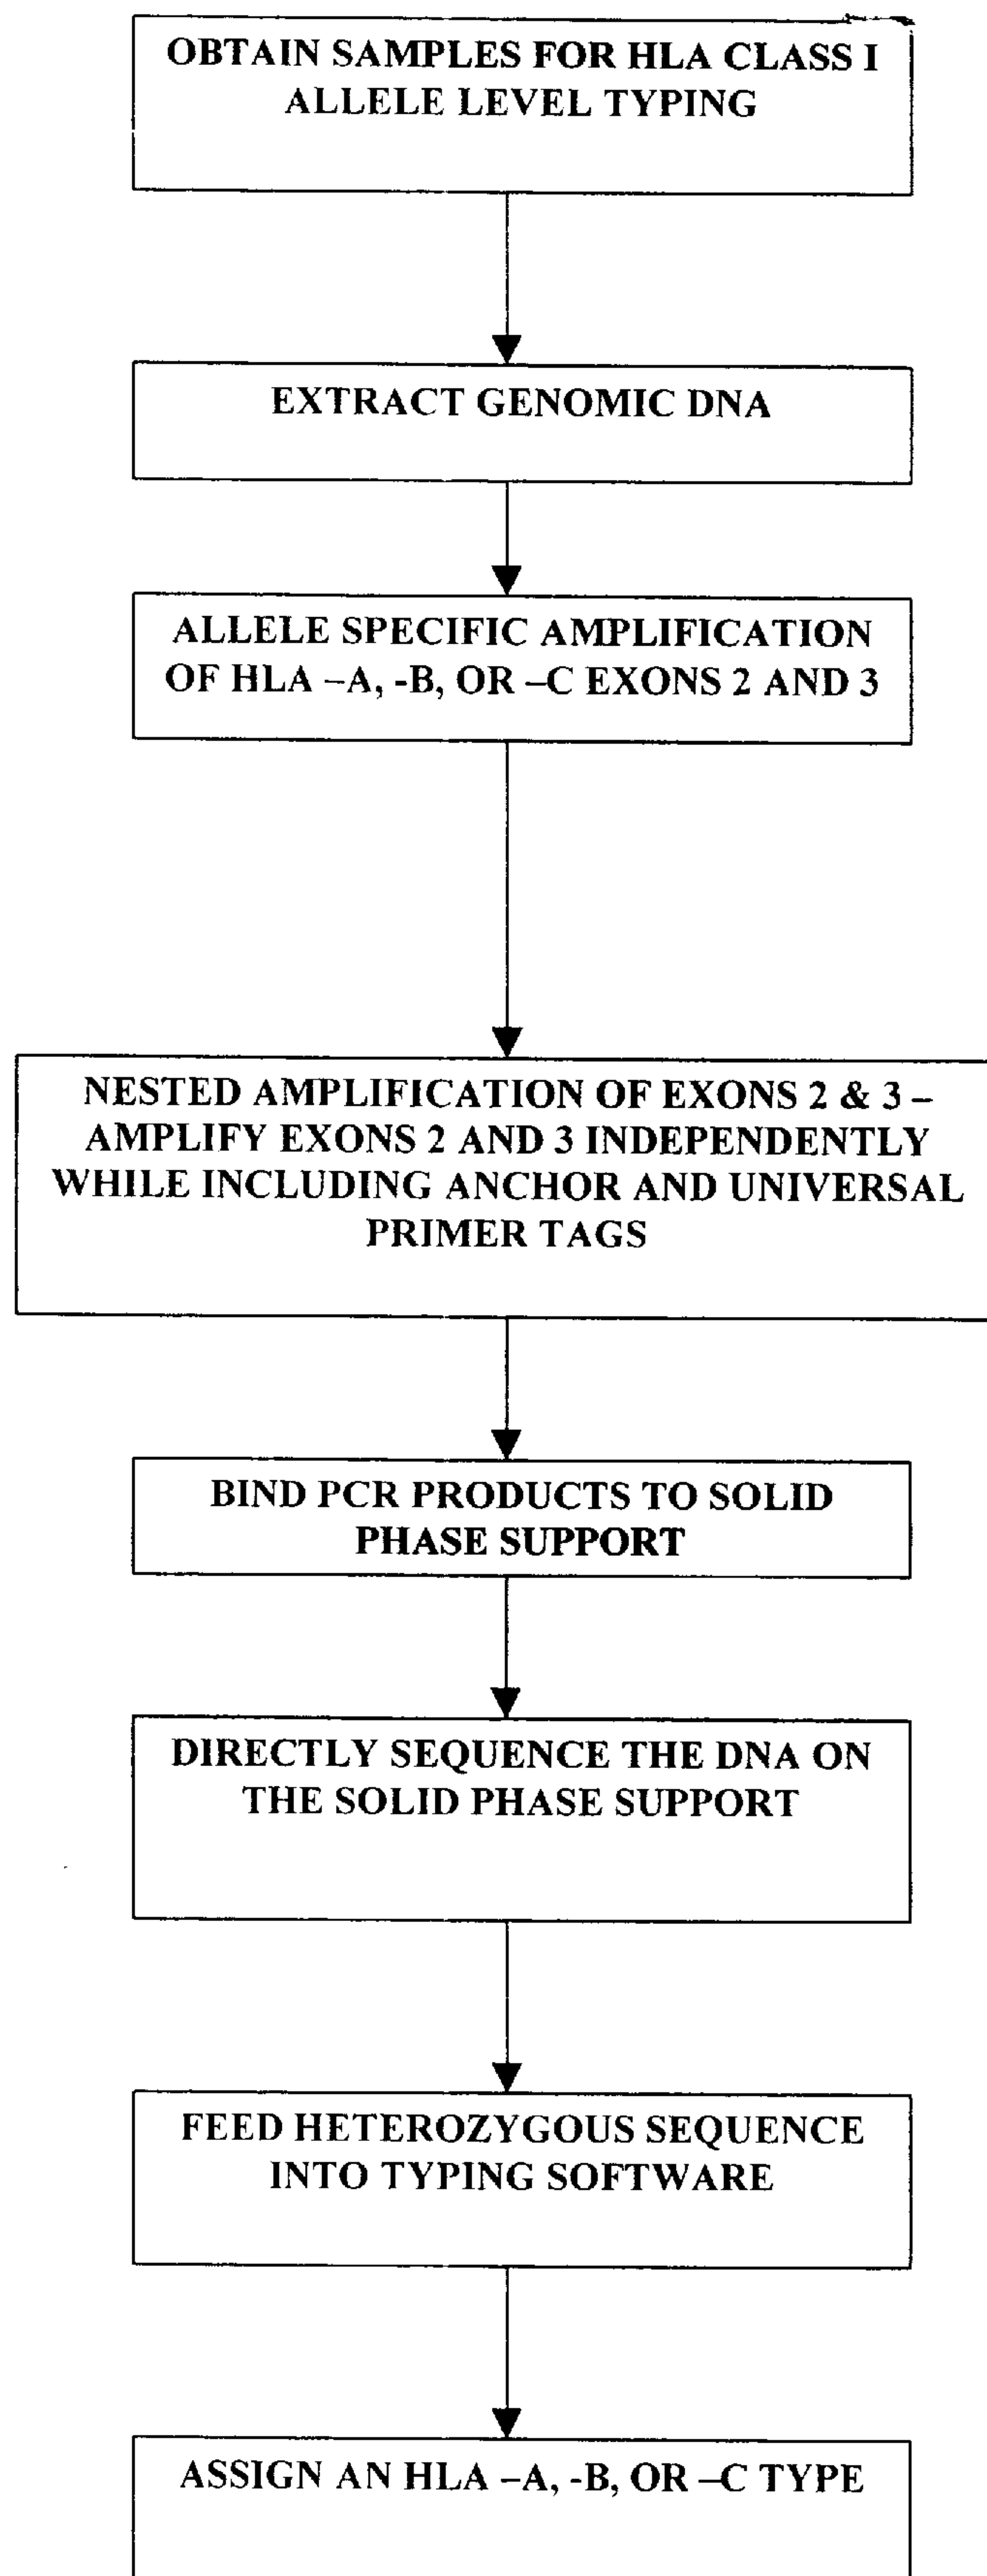 OBTAIN SAMPLES FOR HLA CLASS I
ALLELE LEVEL TYPING
EXTRACT GENOMIC DNA
ALLELE SPECIFIC AMPLIFICATION
OF HLA –A, -B, OR –C EXONS 2 AND 3
NESTED AMPLIFICATION OF EXONS 2 & 3 –
AMPLIFY EXONS 2 AND 3 INDEPENDENTLY
WHILE INCLUDING ANCHOR AND UNIVERSAL
PRIMER TAGS
BIND PCR PRODUCTS TO SOLID
PHASE SUPPORT
DIRECTLY SEQUENCE THE DNA ON
THE SOLID PHASE SUPPORT
FEED HETEROZYGOUS SEQUENCE
INTO TYPING SOFTWARE
ASSIGN AN HLA –A, -B, OR –C TYPE